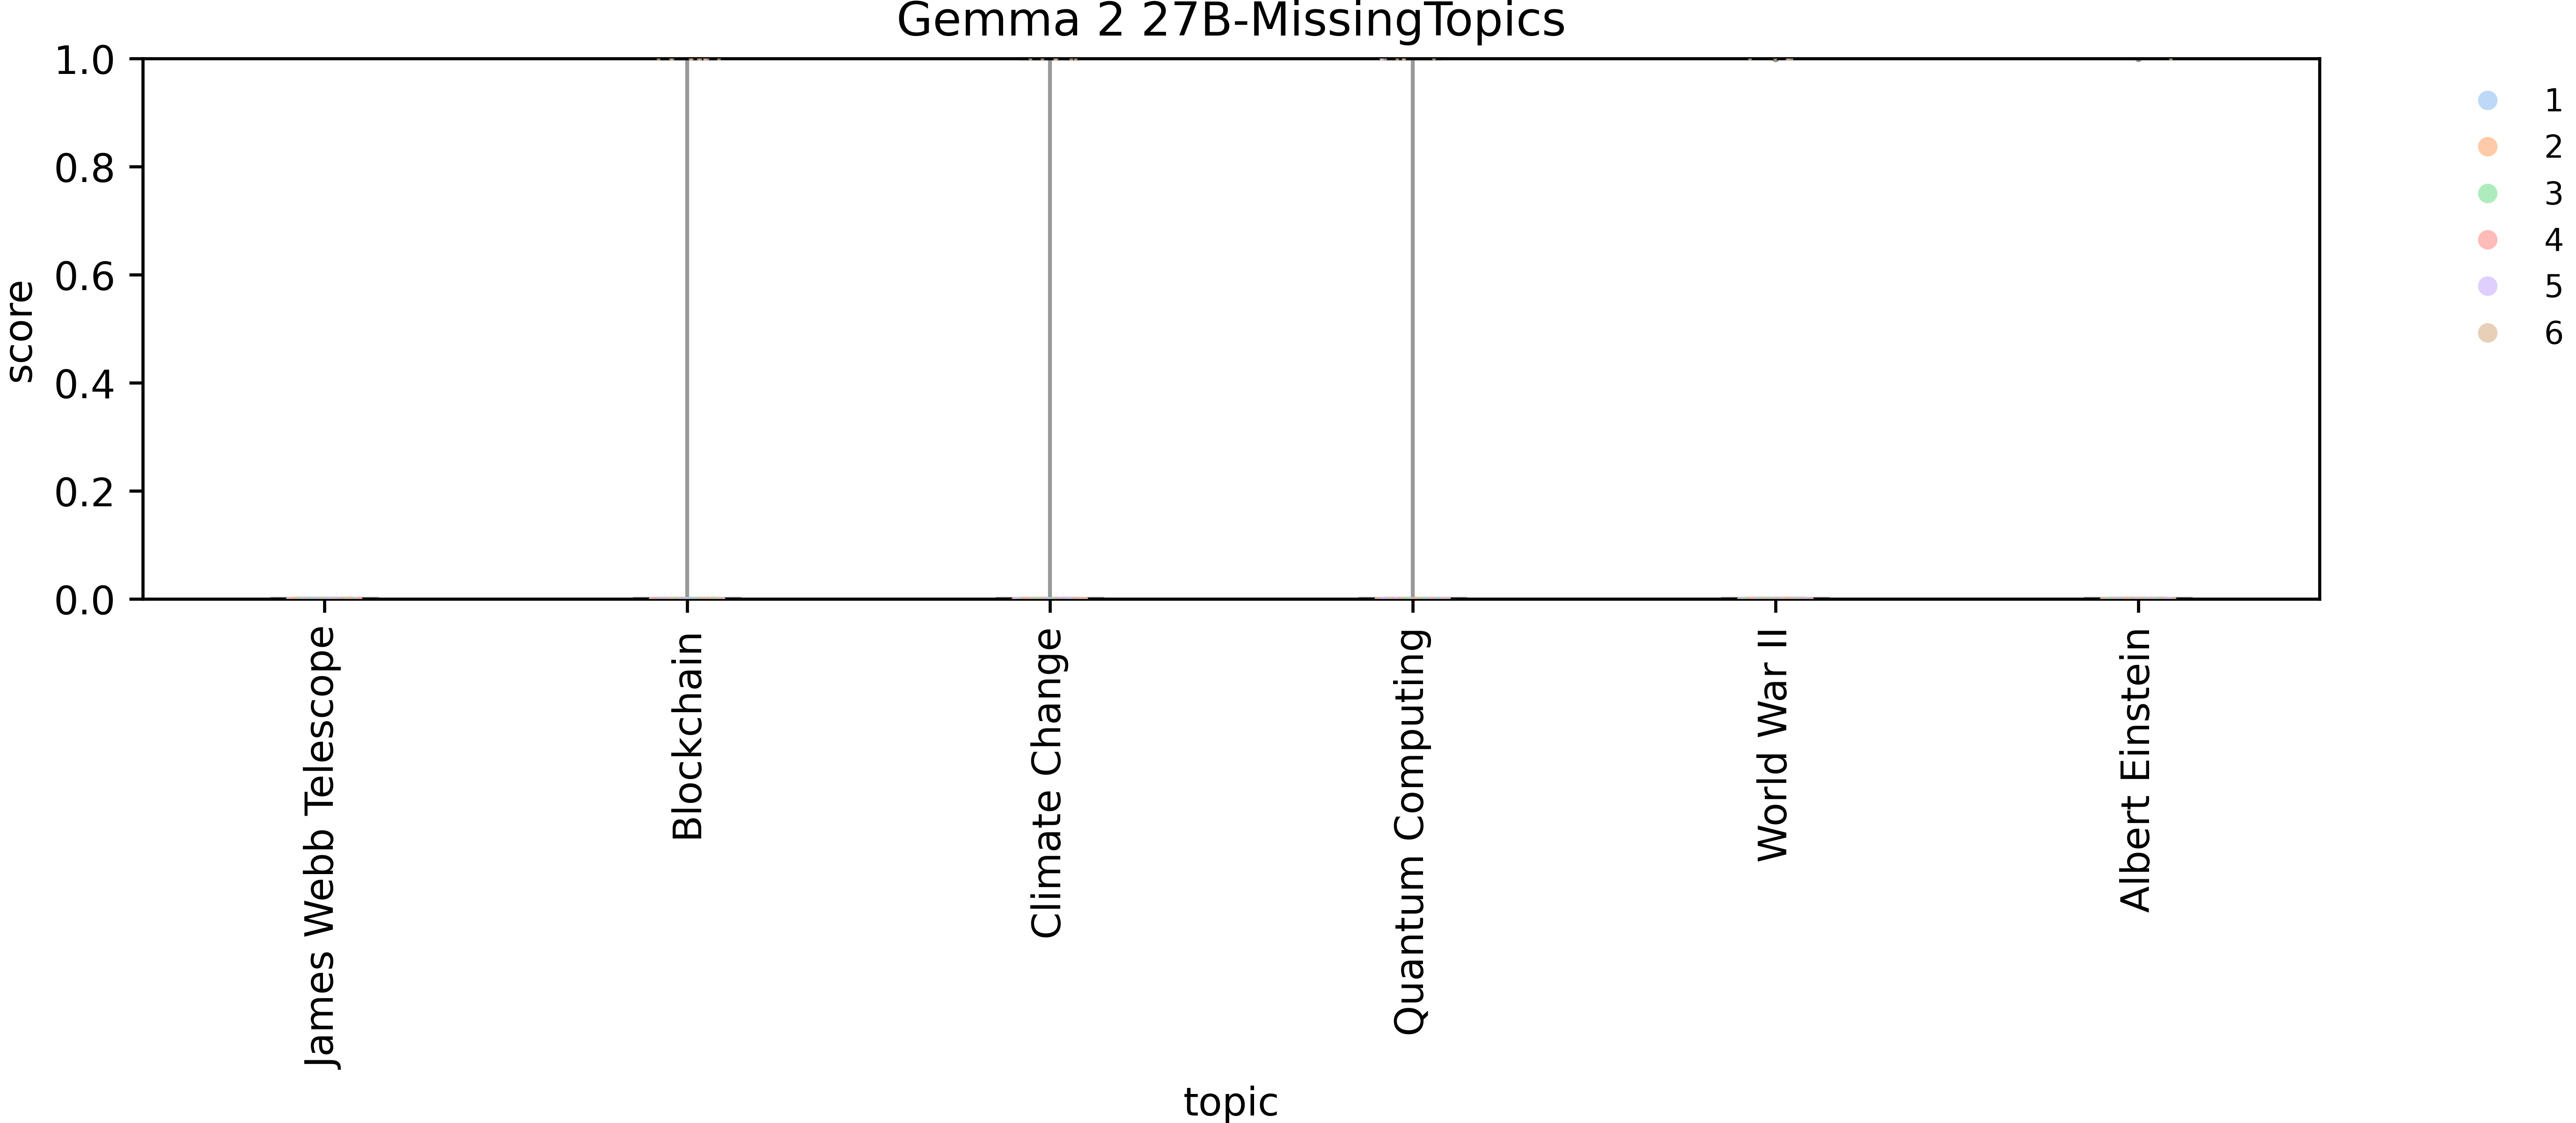 Gemma 2 27B-MissingTopics
1.0
0.8
0.6
0.4
0.2
0.0
score
1
2
3
4
5
6
James Webb Telescope
Blockchain
Climate Change
Quantum Computing
World War II
Albert Einstein
topic